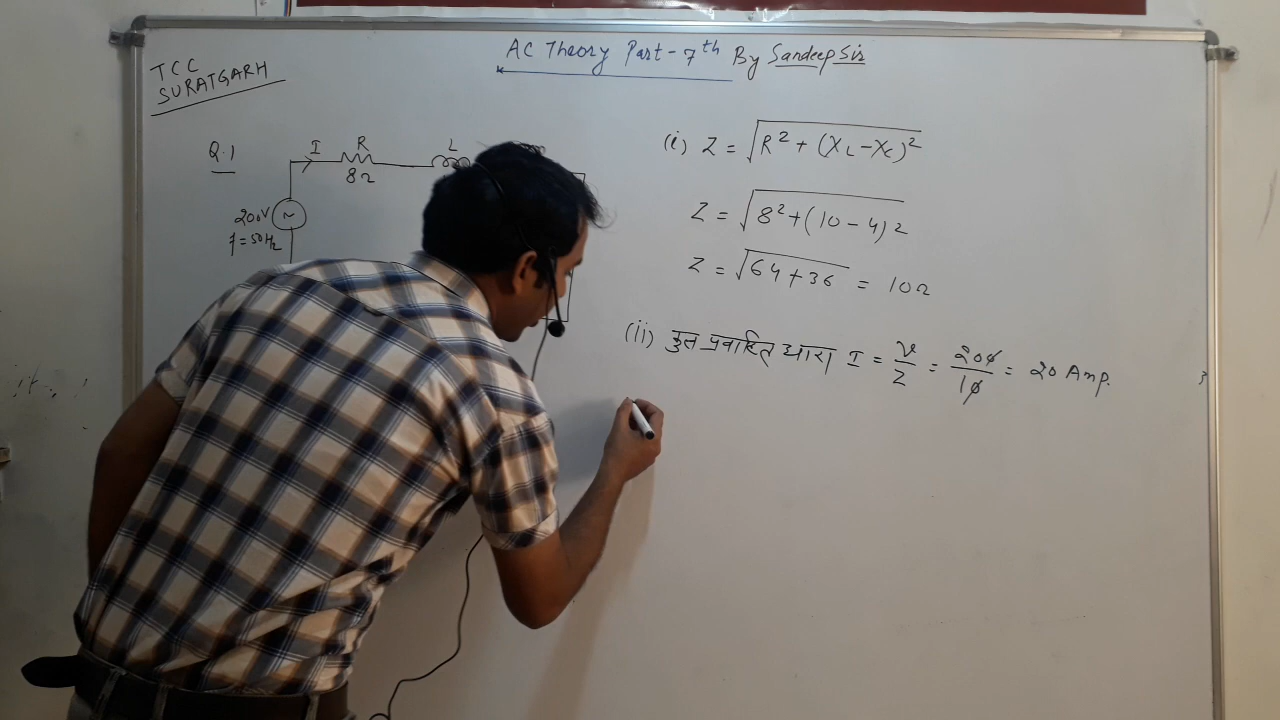 AC Theory Part-7th By Sandeep Sir
TCC
SURATGARH
Q.1
I R L
8Ω
200V
f=50Hz
(i) Z = √R² + (XL-XC)²
Z = √8²+(10-4)2
Z = √64+36 = 10Ω
(ii) कुल प्रवाहित धारा I = V/Z = 200/10 = 20 Amp.